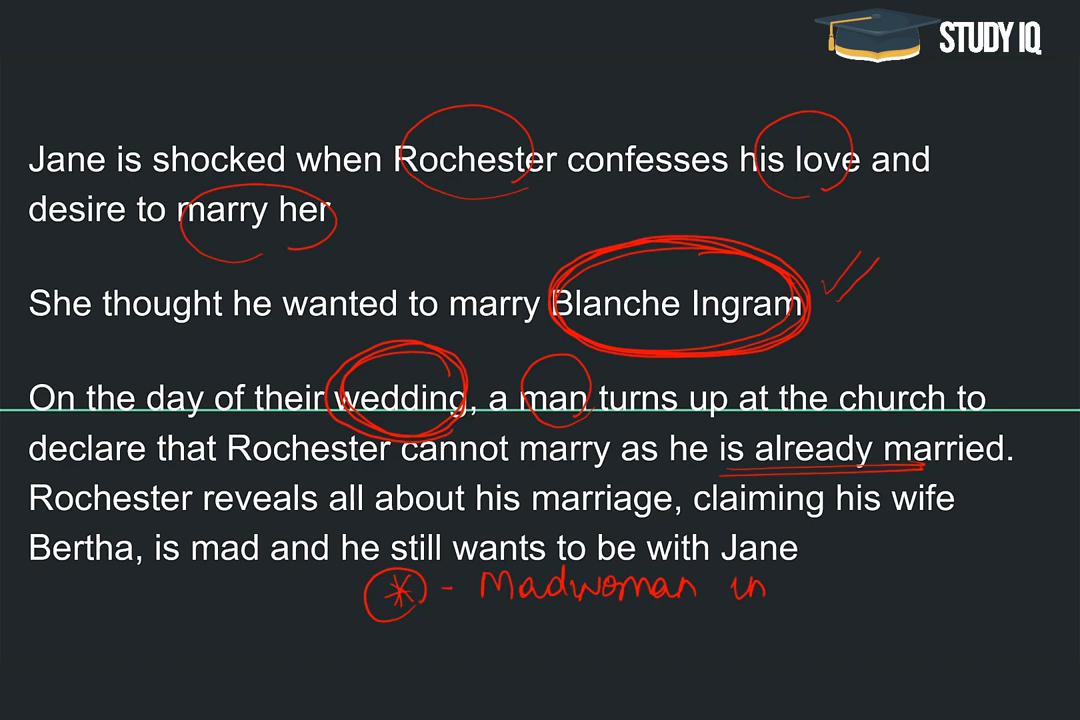 STUDY IQ
Jane is shocked when Rochester confesses his love and
desire to marry her
She thought he wanted to marry Blanche Ingram
On the day of their wedding, a man turns up at the church to
declare that Rochester cannot marry as he is already married.
Rochester reveals all about his marriage, claiming his wife
Bertha, is mad and he still wants to be with Jane
* - Madwoman in